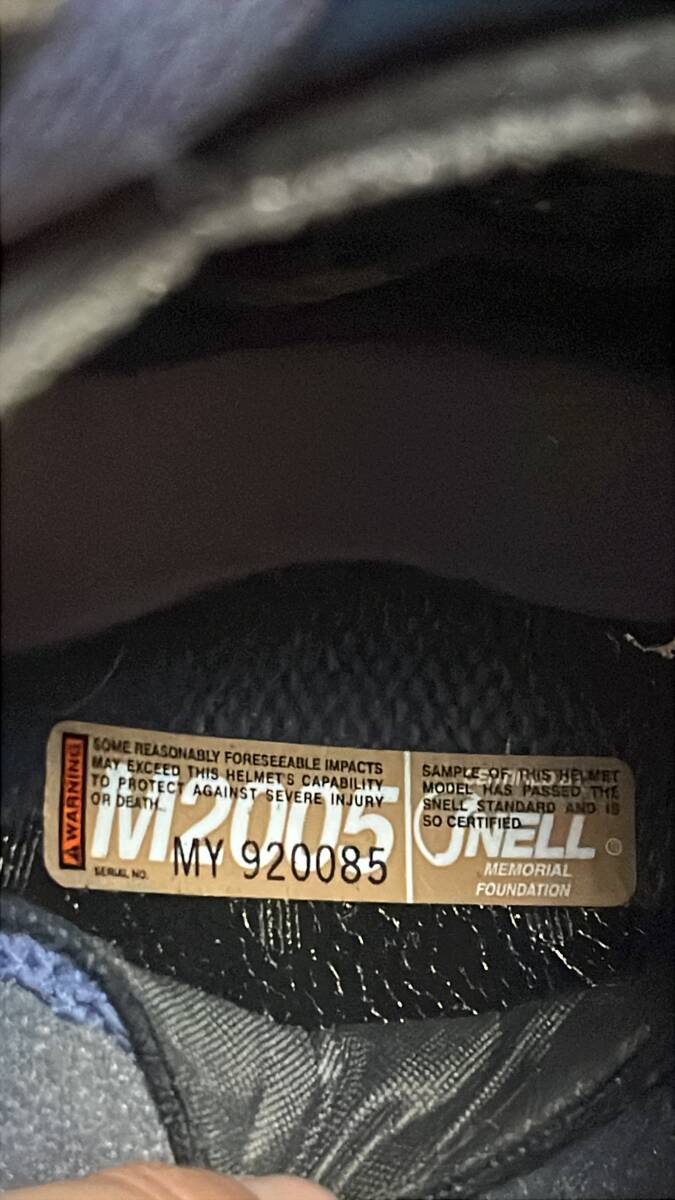 WARNING
SOME REASONABLY FORESEEABLE IMPACTS
MAY EXCEED THIS HELMET'S CAPABILITY
TO PROTECT AGAINST SEVERE INJURY
OR DEATH.
M2005
SERIAL NO.
MY 920085
SAMPLE OF THIS HELMET
MODEL HAS PASSED THE
SNELL STANDARD AND IS
SO CERTIFIED
SNELL
MEMORIAL
FOUNDATION